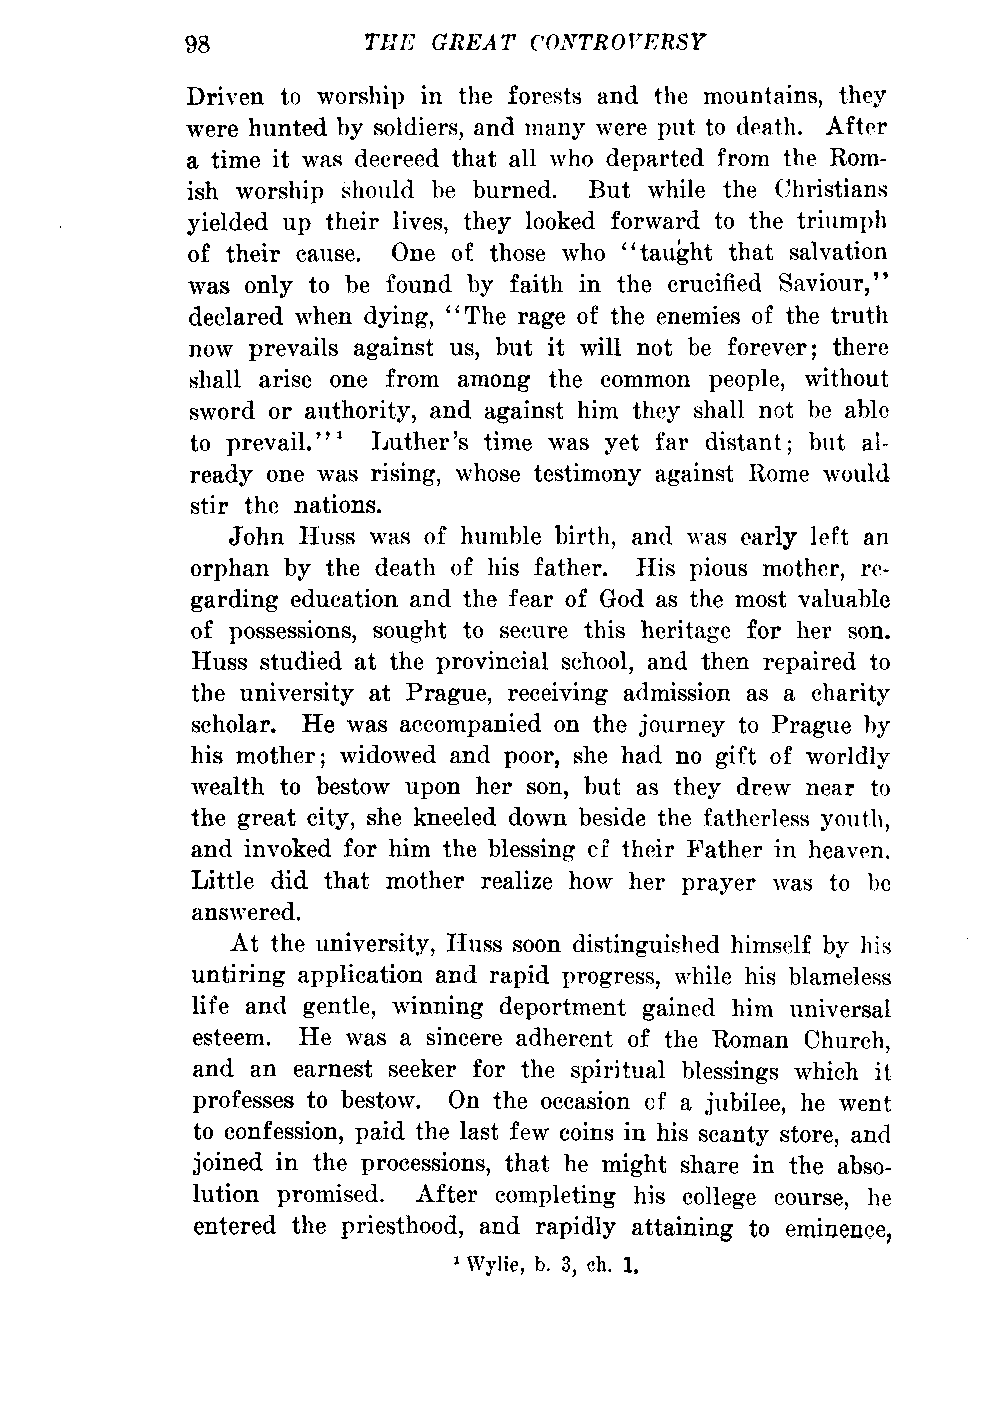 98 THE GREAT CONTROVERSY
Driven to worship in the forests and the mountains, they
were hunted by soldiers, and many were put to death. After
a time it was decreed that all who departed from the Rom-
ish worship should be burned. But while the Christians
yielded up their lives, they looked forward to the triumph
of their cause. One of those who "taught that salvation
was only to be found by faith in the crucified Saviour,"
declared when dying, "The rage of the enemies of the truth
now prevails against us, but it will not be forever; there
shall arise one from among the common people, without
sword or authority, and against him they shall not be able
to prevail."¹ Luther's time was yet far distant; but al-
ready one was rising, whose testimony against Rome would
stir the nations.
John Huss was of humble birth, and was early left an
orphan by the death of his father. His pious mother, re-
garding education and the fear of God as the most valuable
of possessions, sought to secure this heritage for her son.
Huss studied at the provincial school, and then repaired to
the university at Prague, receiving admission as a charity
scholar. He was accompanied on the journey to Prague by
his mother; widowed and poor, she had no gift of worldly
wealth to bestow upon her son, but as they drew near to
the great city, she kneeled down beside the fatherless youth,
and invoked for him the blessing of their Father in heaven.
Little did that mother realize how her prayer was to be
answered.
At the university, Huss soon distinguished himself by his
untiring application and rapid progress, while his blameless
life and gentle, winning deportment gained him universal
esteem. He was a sincere adherent of the Roman Church,
and an earnest seeker for the spiritual blessings which it
professes to bestow. On the occasion of a jubilee, he went
to confession, paid the last few coins in his scanty store, and
joined in the processions, that he might share in the abso-
lution promised. After completing his college course, he
entered the priesthood, and rapidly attaining to eminence,
¹ Wylie, b. 3, ch. 1.